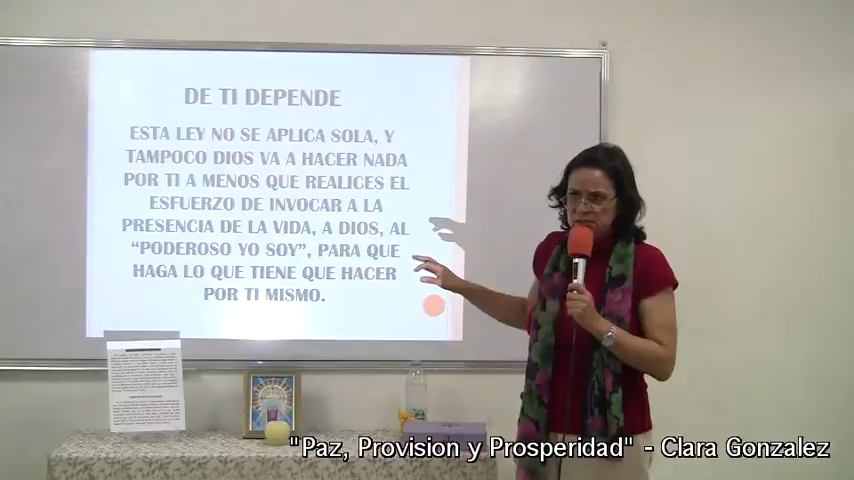 DE TI DEPENDE
ESTA LEY NO SE APLICA SOLA, Y
TAMPOCO DIOS VA A HACER NADA
POR TI A MENOS QUE REALICES EL
ESFUERZO DE INVOCAR A LA
PRESENCIA DE LA VIDA, A DIOS, AL
“PODEROSO YO SOY”, PARA QUE
HAGA LO QUE TIENE QUE HACER
POR TI MISMO.
"Paz, Provision y Prosperidad" - Clara Gonzalez